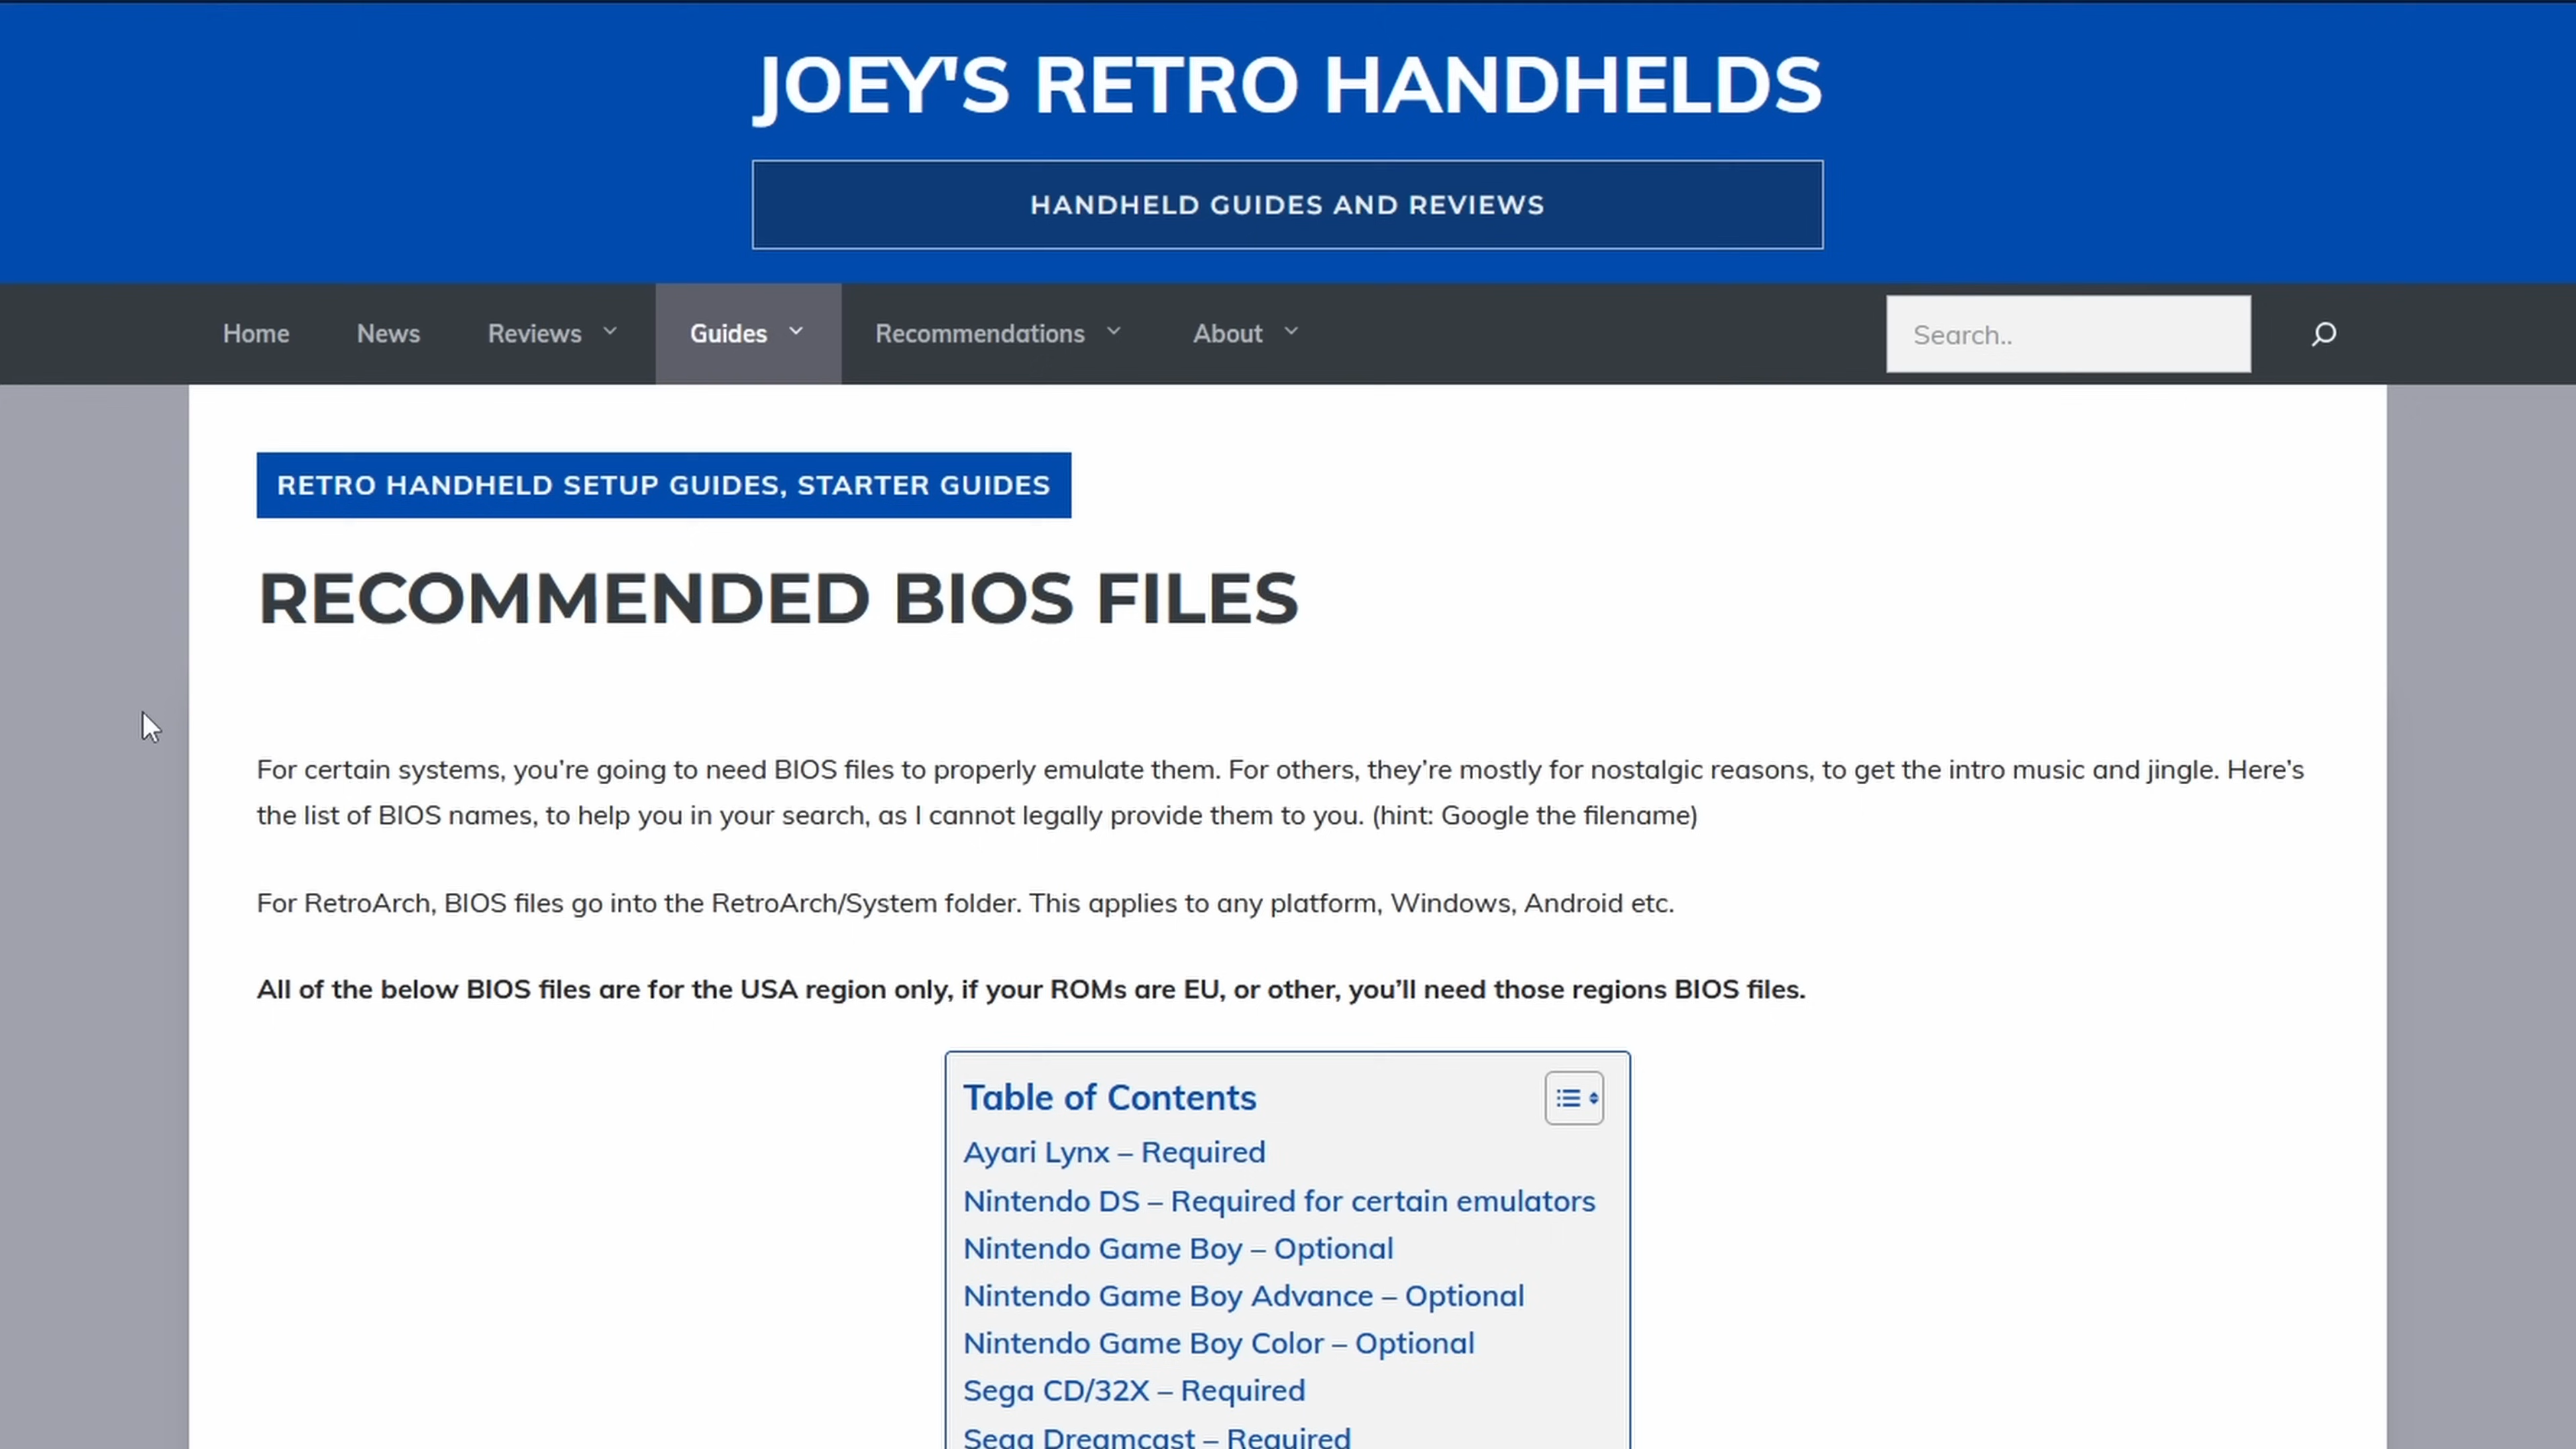 JOEY'S RETRO HANDHELDS
HANDHELD GUIDES AND REVIEWS
Home News Reviews Guides Recommendations About Search..
RETRO HANDHELD SETUP GUIDES, STARTER GUIDES
RECOMMENDED BIOS FILES
For certain systems, you’re going to need BIOS files to properly emulate them. For others, they’re mostly for nostalgic reasons, to get the intro music and jingle. Here’s
the list of BIOS names, to help you in your search, as I cannot legally provide them to you. (hint: Google the filename)
For RetroArch, BIOS files go into the RetroArch/System folder. This applies to any platform, Windows, Android etc.
All of the below BIOS files are for the USA region only, if your ROMs are EU, or other, you’ll need those regions BIOS files.
Table of Contents
Ayari Lynx – Required
Nintendo DS – Required for certain emulators
Nintendo Game Boy – Optional
Nintendo Game Boy Advance – Optional
Nintendo Game Boy Color – Optional
Sega CD/32X – Required
Sega Dreamcast – Required